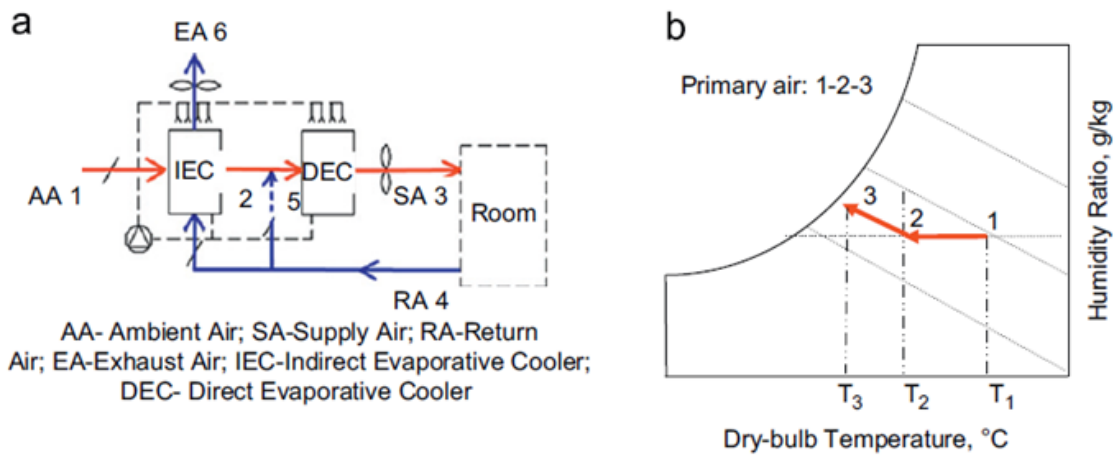 a
EA 6
IEC
DEC
AA 1
2
5
SA 3
Room
RA 4
AA- Ambient Air; SA-Supply Air; RA-Return
Air; EA-Exhaust Air; IEC-Indirect Evaporative Cooler;
DEC- Direct Evaporative Cooler
b
Primary air: 1-2-3
3
2
1
Humidity Ratio, g/kg
T3
T2
T1
Dry-bulb Temperature, °C